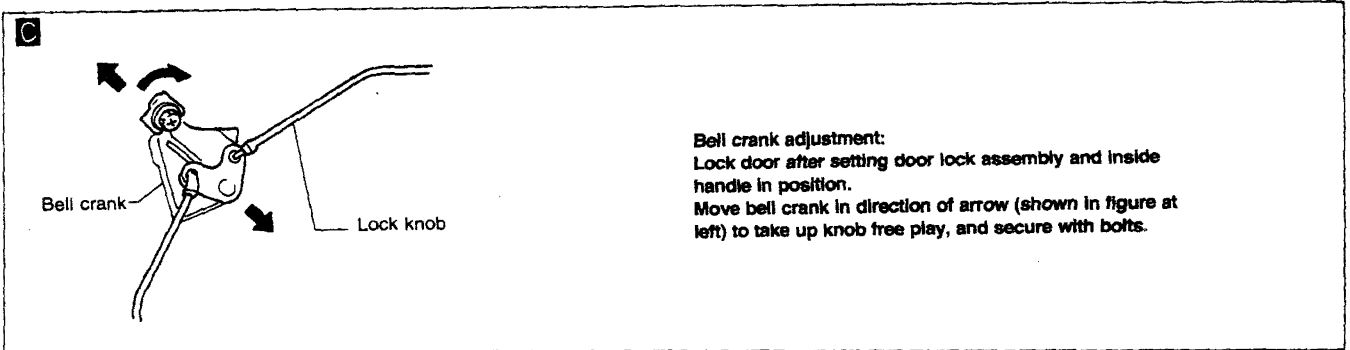 C
Bell crank
Lock knob
Bell crank adjustment:
Lock door after setting door lock assembly and inside
handle in position.
Move bell crank in direction of arrow (shown in figure at
left) to take up knob free play, and secure with bolts.